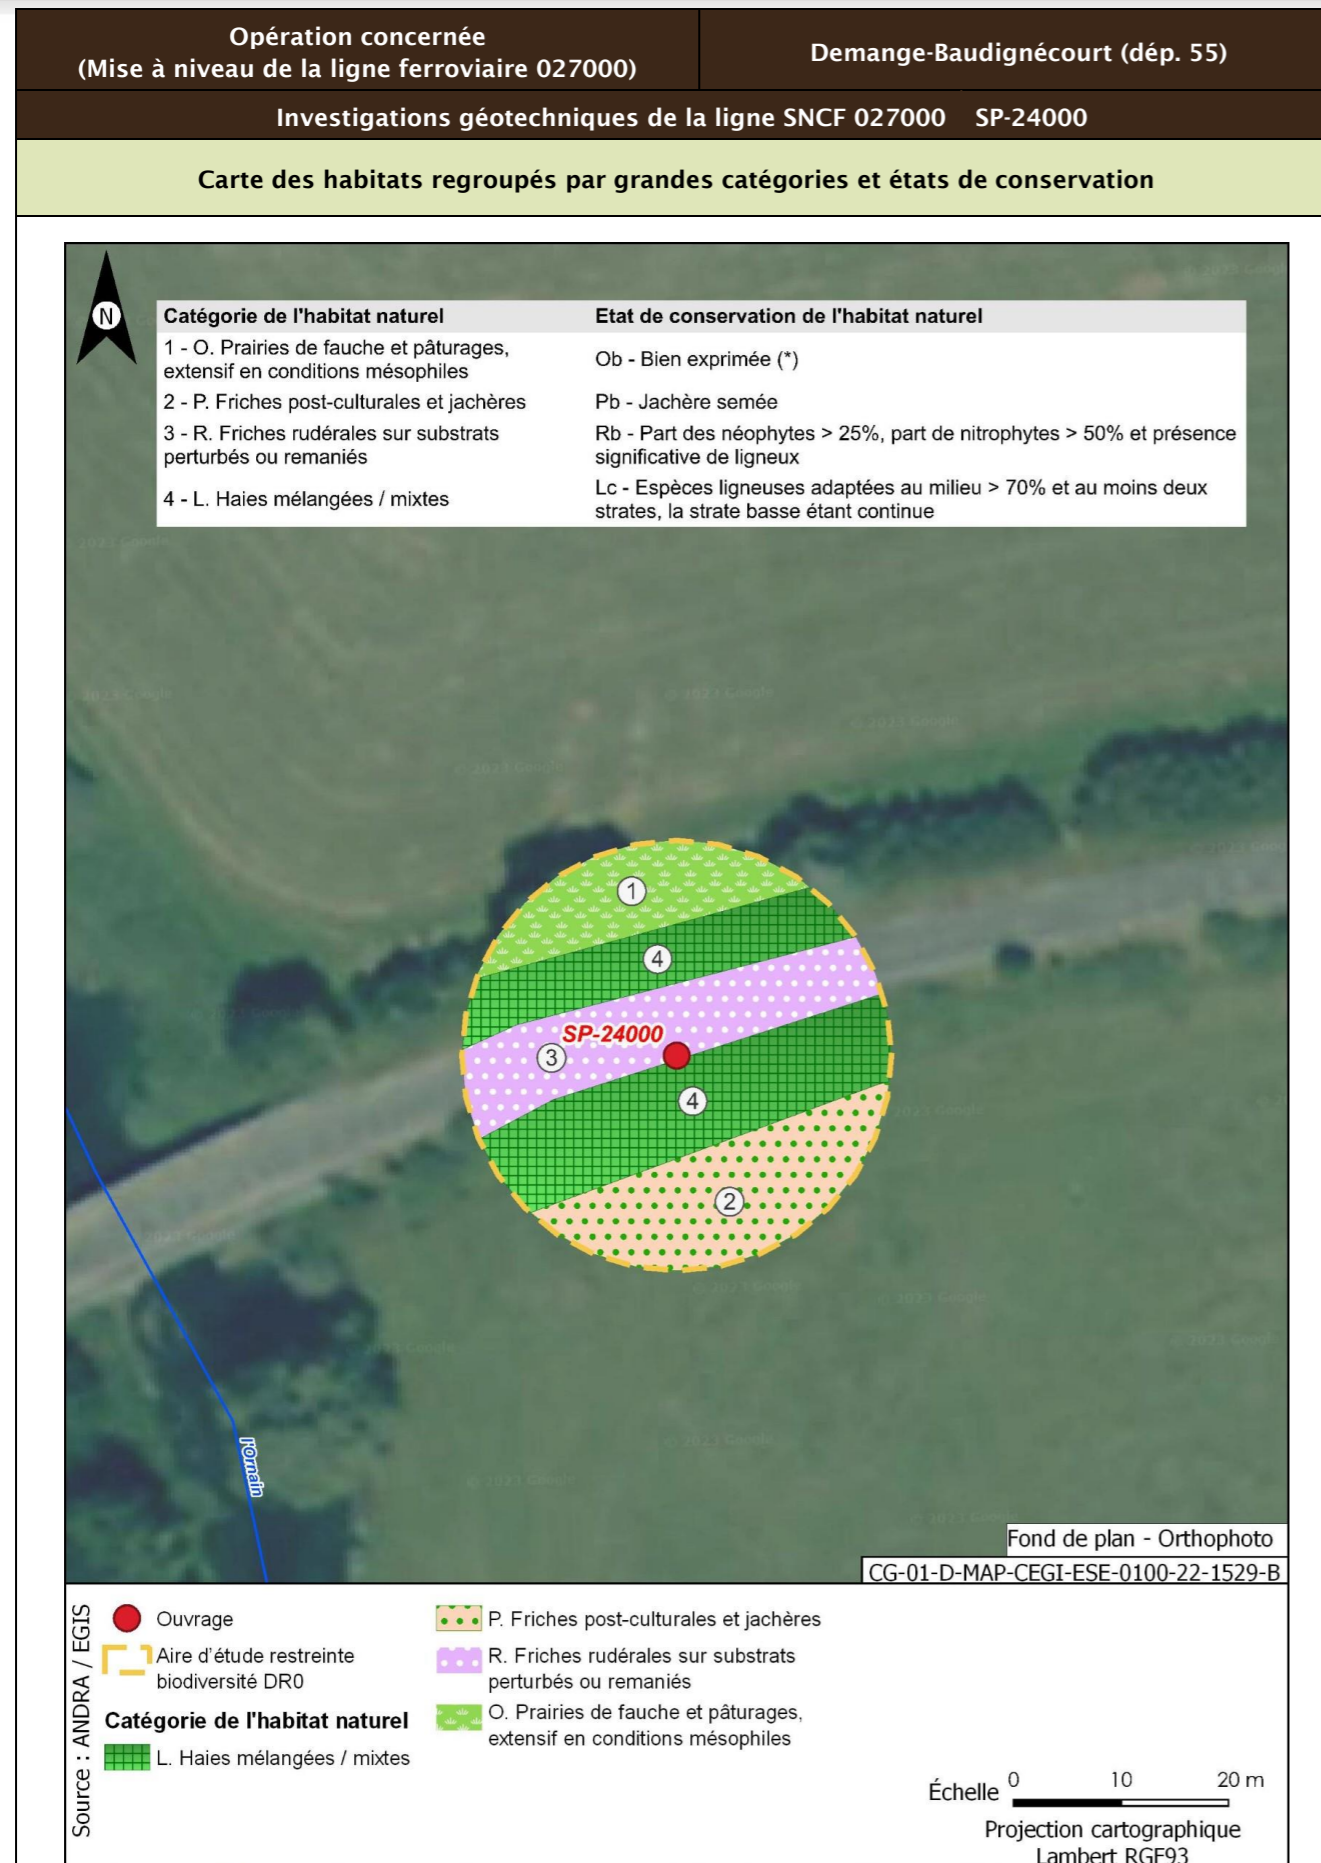 Opération concernée
(Mise à niveau de la ligne ferroviaire 027000)
Demange-Baudignécourt (dép. 55)
Investigations géotechniques de la ligne SNCF 027000 SP-24000
Carte des habitats regroupés par grandes catégories et états de conservation
N
Catégorie de l'habitat naturel
Etat de conservation de l'habitat naturel
1 - O. Prairies de fauche et pâturages,
extensif en conditions mésophiles
Ob - Bien exprimée (*)
2 - P. Friches post-culturales et jachères
Pb - Jachère semée
3 - R. Friches rudérales sur substrats
perturbés ou remaniés
Rb - Part des néophytes > 25%, part de nitrophytes > 50% et présence
significative de ligneux
4 - L. Haies mélangées / mixtes
Lc - Espèces ligneuses adaptées au milieu > 70% et au moins deux
strates, la strate basse étant continue
© 2023 Google
1
4
SP-24000
3
4
2
l'Ornain
Fond de plan - Orthophoto
CG-01-D-MAP-CEGI-ESE-0100-22-1529-B
Source : ANDRA / EGIS
Ouvrage
Aire d'étude restreinte
biodiversité DR0
Catégorie de l'habitat naturel
L. Haies mélangées / mixtes
P. Friches post-culturales et jachères
R. Friches rudérales sur substrats
perturbés ou remaniés
O. Prairies de fauche et pâturages,
extensif en conditions mésophiles
Échelle 0 10 20 m
Projection cartographique
Lambert RGF93